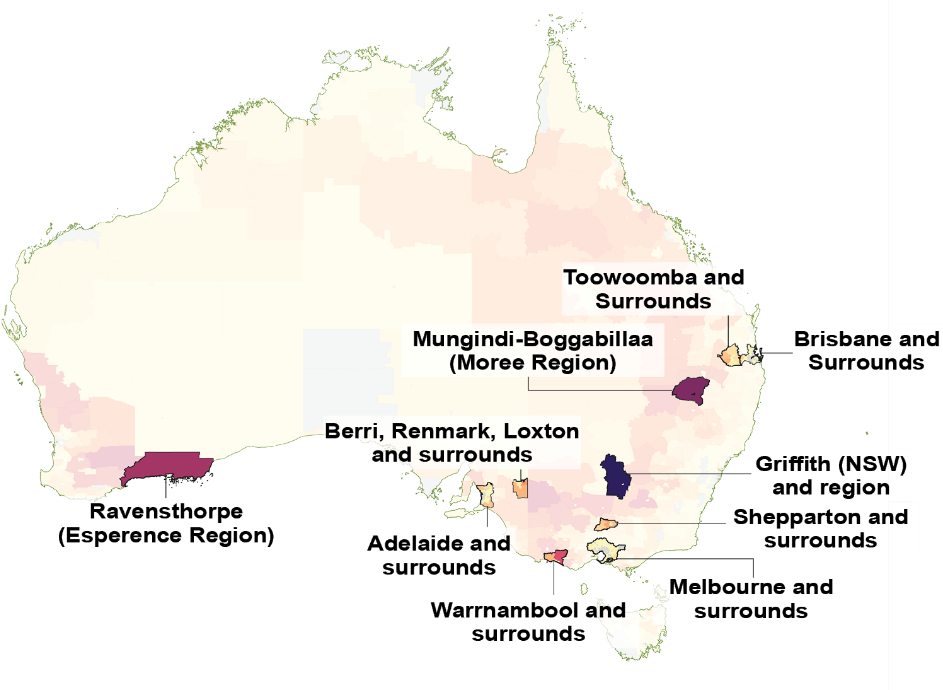 Toowoomba and
Surrounds
Mungindi-Boggabillaa
(Moree Region)
Brisbane and
Surrounds
Berri, Renmark, Loxton
and surrounds
Griffith (NSW)
and region
Ravensthorpe
(Esperence Region)
Shepparton and
surrounds
Adelaide and
surrounds
Melbourne and
surrounds
Warrnambool and
surrounds